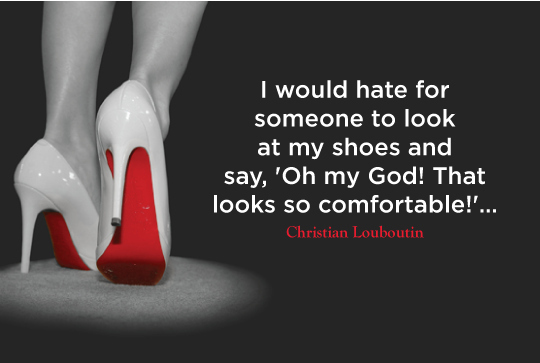 I would hate for
someone to look
at my shoes and
say, 'Oh my God! That
looks so comfortable!'...
Christian Louboutin